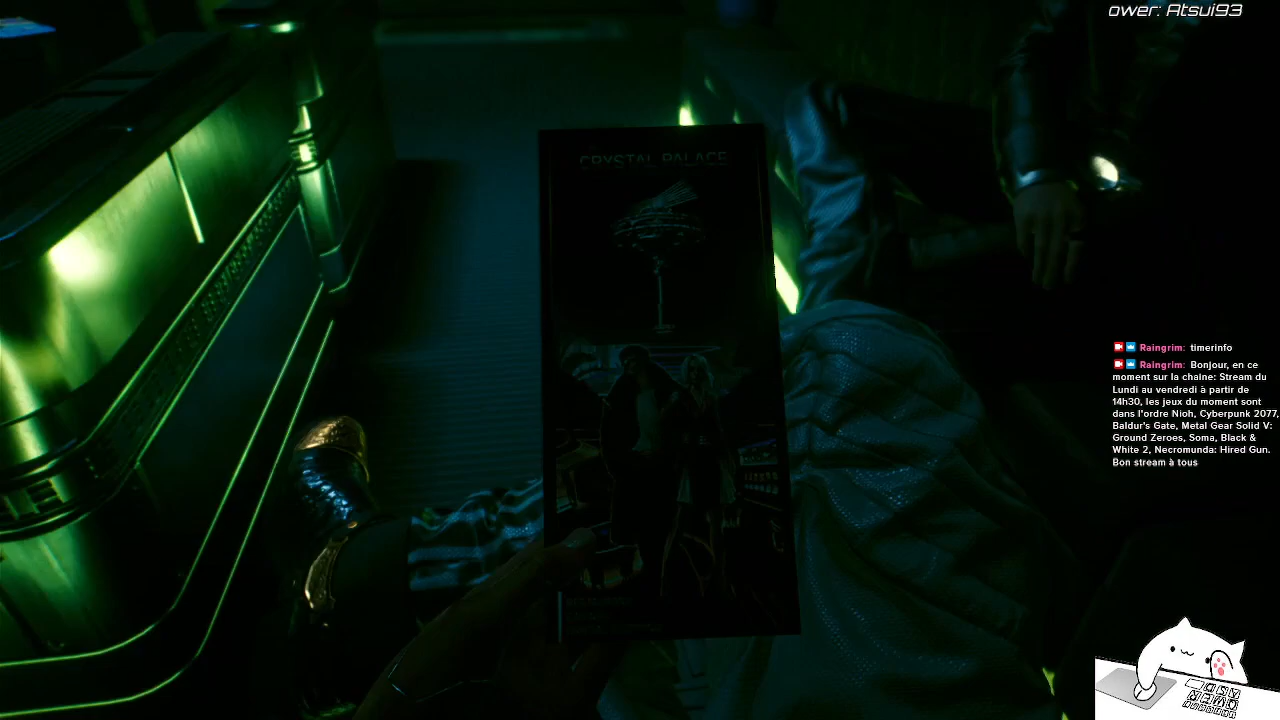 ower: Atsui93
CRYSTAL PALACE
Raingrim: timerinfo
Raingrim: Bonjour, en ce
moment sur la chaine: Stream du
Lundi au vendredi à partir de
14h30, les jeux du moment sont
dans l'ordre Nioh, Cyberpunk 2077,
Baldur's Gate, Metal Gear Solid V:
Ground Zeroes, Soma, Black &
White 2, Necromunda: Hired Gun.
Bon stream à tous